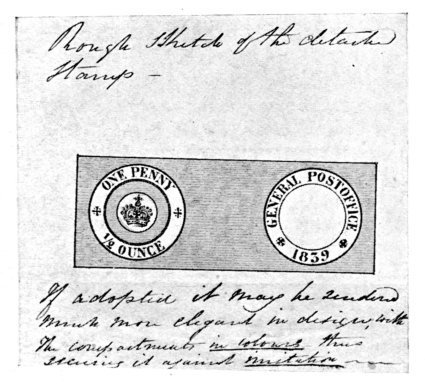 Rough Sketch of the detached
Stamp —
ONE PENNY
½ OUNCE
GENERAL POSTOFFICE
1839
If adopted it may be rendered
much more elegant in design, with
the compartments in colours thus
securing it against imitation —